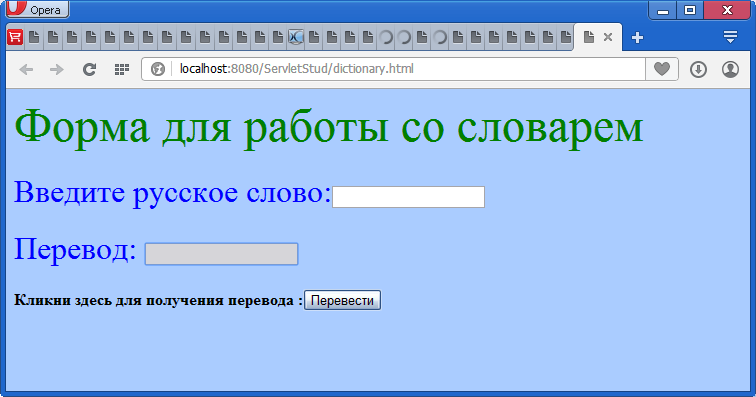 Opera
localhost:8080/ServletStud/dictionary.html
Форма для работы со словарем
Введите русское слово:
Перевод:
Кликни здесь для получения перевода : Перевести